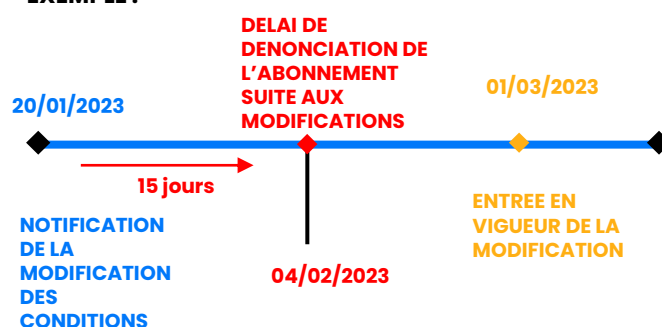 EXEMPLE :
DELAI DE
DENONCIATION DE
L’ABONNEMENT
SUITE AUX
MODIFICATIONS
20/01/2023
01/03/2023
15 jours
NOTIFICATION
DE LA
MODIFICATION
DES
CONDITIONS
04/02/2023
ENTREE EN
VIGUEUR DE LA
MODIFICATION